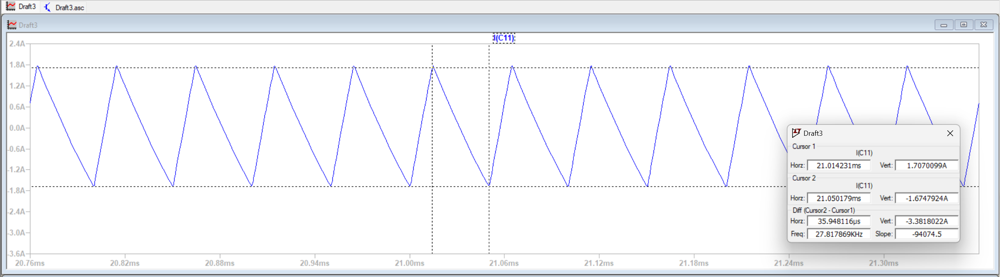 Draft3 Draft3.asc
Draft3
I(C11)
2.4A
1.8A
1.2A
0.6A
0.0A
-0.6A
-1.2A
-1.8A
-2.4A
-3.0A
-3.6A
20.76ms 20.82ms 20.88ms 20.94ms 21.00ms 21.06ms 21.12ms 21.18ms 21.24ms 21.30ms
Draft3
Cursor 1
I(C11)
Horz: 21.014231ms Vert: 1.7070099A
Cursor 2
I(C11)
Horz: 21.050179ms Vert: -1.6747924A
Diff (Cursor2 - Cursor1)
Horz: 35.948116µs Vert: -3.3818022A
Freq: 27.817869KHz Slope: -94074.5